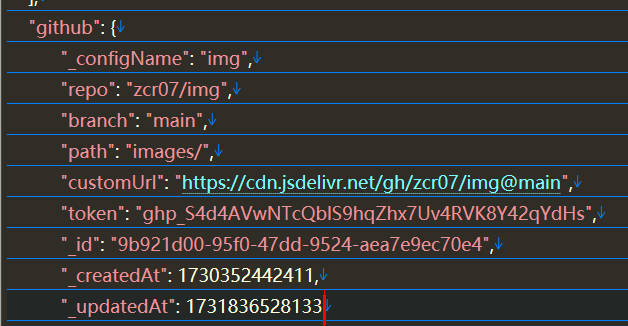 ],
"github": {
"_configName": "img",
"repo": "zcr07/img",
"branch": "main",
"path": "images/",
"customUrl": "https://cdn.jsdelivr.net/gh/zcr07/img@main",
"token": "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",
"_id": "9b921d00-95f0-47dd-9524-aea7e9ec70e4",
"_createdAt": 1730352442411,
"_updatedAt": 1731836528133